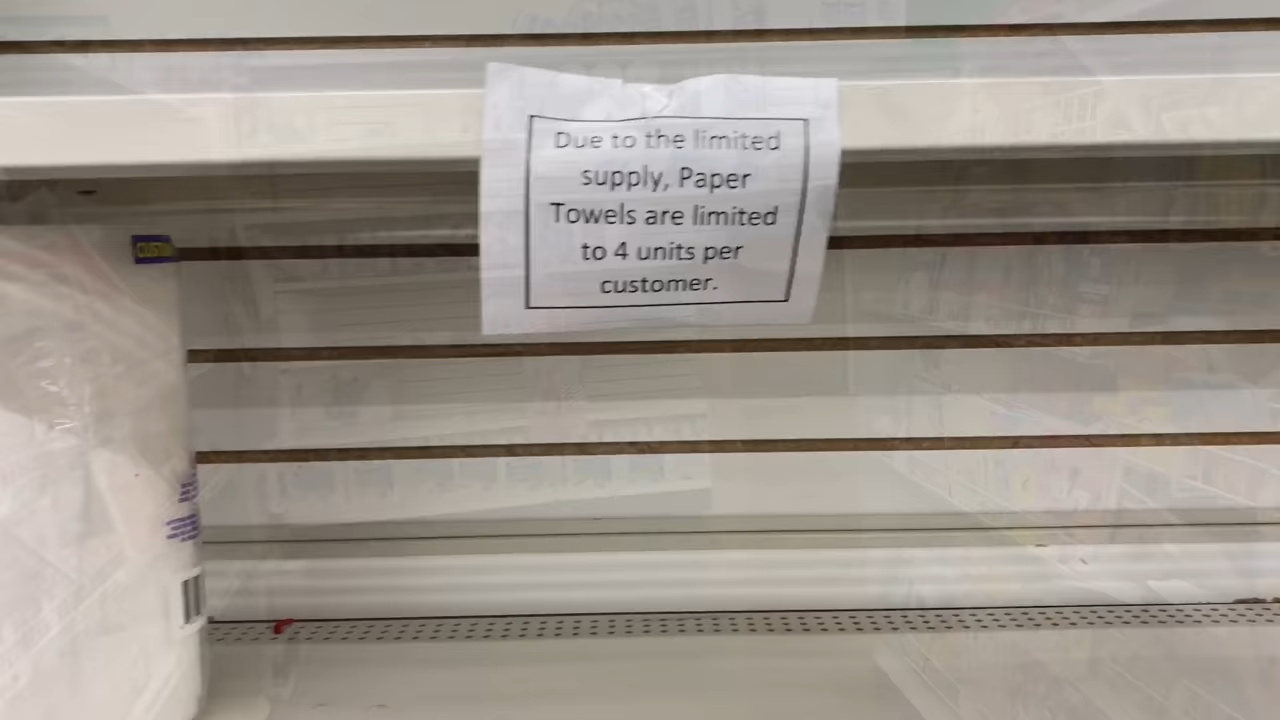 Due to the limited
supply, Paper
Towels are limited
to 4 units per
customer.